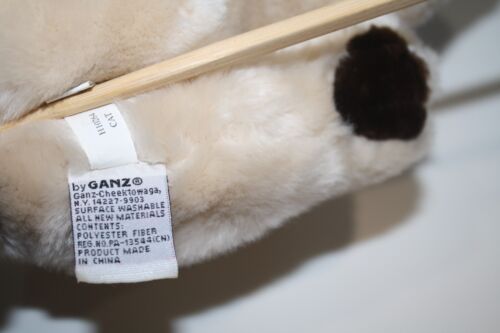 H11024
CAT
by GANZ®
Ganz-Cheektowaga,
N.Y. 14227-9903
SURFACE WASHABLE
ALL NEW MATERIALS
CONTENTS:
POLYESTER FIBER
REG.NO.PA-13544(CN)
PRODUCT MADE
IN CHINA